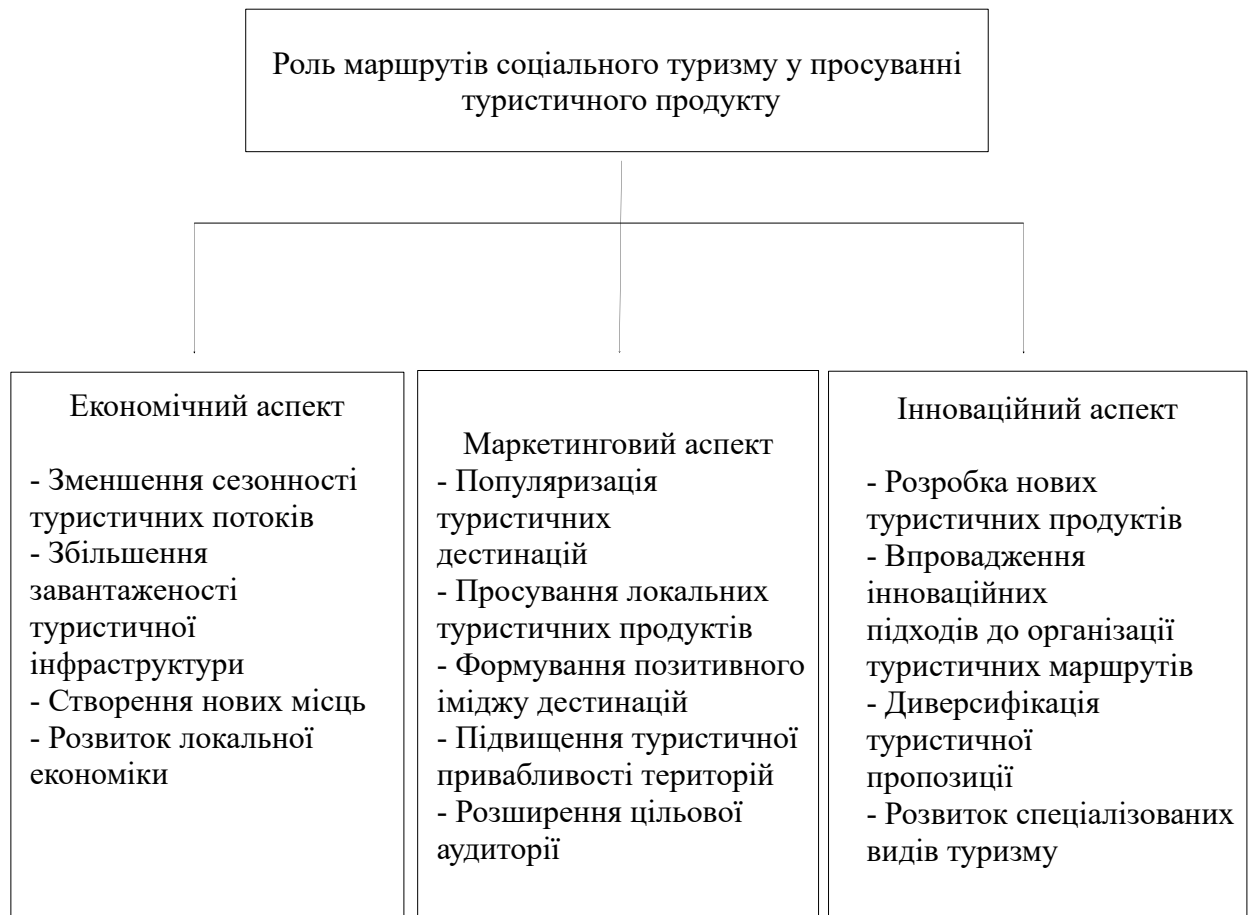 Роль маршрутів соціального туризму у просуванні
туристичного продукту
Економічний аспект
- Зменшення сезонності
туристичних потоків
- Збільшення
завантаженості
туристичної
інфраструктури
- Створення нових місць
- Розвиток локальної
економіки
Маркетинговий аспект
- Популяризація
туристичних
дестинацій
- Просування локальних
туристичних продуктів
- Формування позитивного
іміджу дестинацій
- Підвищення туристичної
привабливості територій
- Розширення цільової
аудиторії
Інноваційний аспект
- Розробка нових
туристичних продуктів
- Впровадження
інноваційних
підходів до організації
туристичних маршрутів
- Диверсифікація
туристичної
пропозиції
- Розвиток спеціалізованих
видів туризму